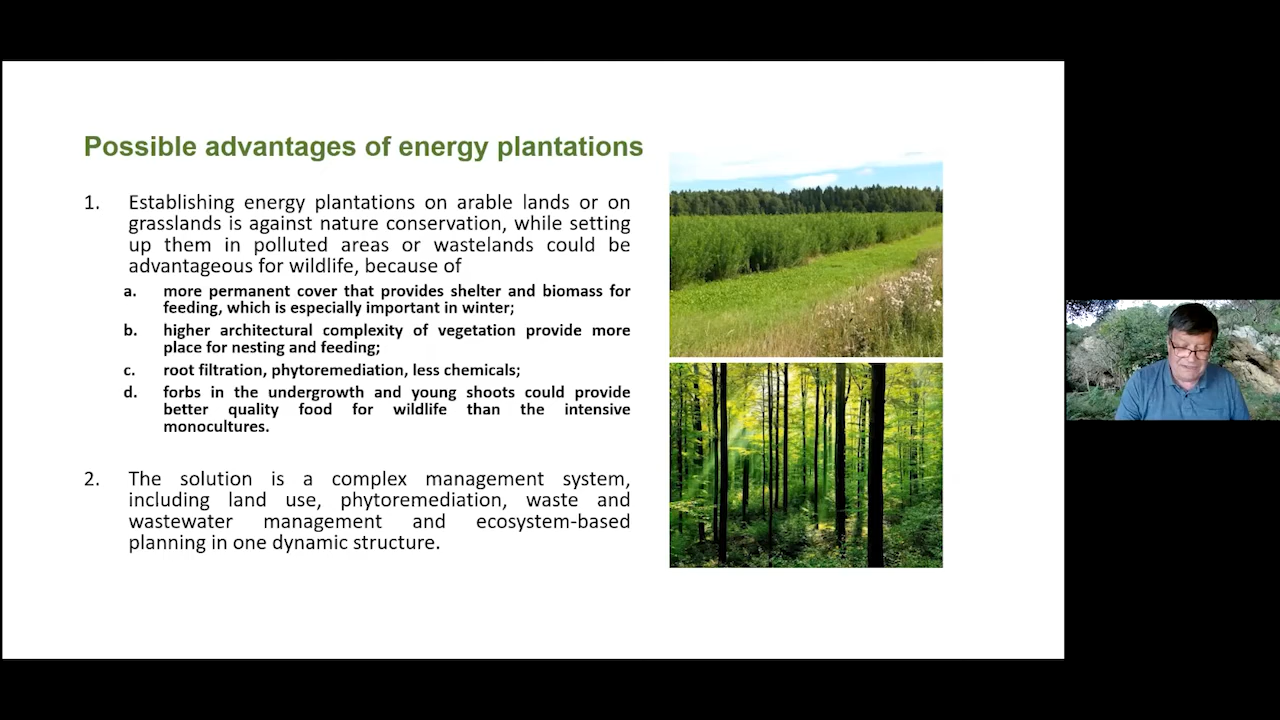 Possible advantages of energy plantations
1. Establishing energy plantations on arable lands or on
grasslands is against nature conservation, while setting
up them in polluted areas or wastelands could be
advantageous for wildlife, because of
a. more permanent cover that provides shelter and biomass for
feeding, which is especially important in winter;
b. higher architectural complexity of vegetation provide more
place for nesting and feeding;
c. root filtration, phytoremediation, less chemicals;
d. forbs in the undergrowth and young shoots could provide
better quality food for wildlife than the intensive
monocultures.
2. The solution is a complex management system,
including land use, phytoremediation, waste and
wastewater management and ecosystem-based
planning in one dynamic structure.